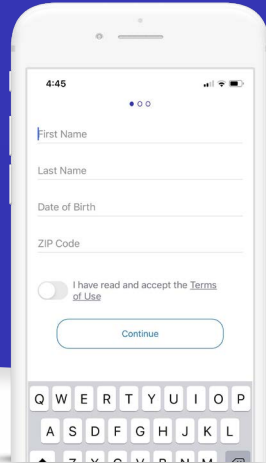 4:45
First Name
Last Name
Date of Birth
ZIP Code
I have read and accept the Terms
of Use
Continue
Q W E R T Y U I O P
A S D F G H J K L
Z X C V B N M